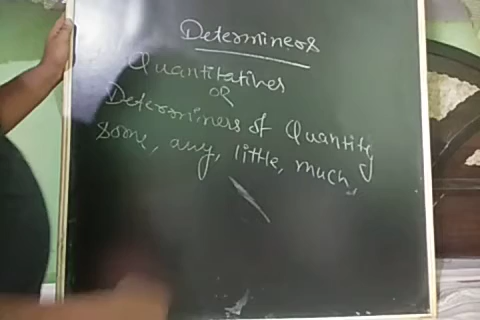 Determiners
Quantitatives
OR
Determiners of Quantity
some, any, little, much,